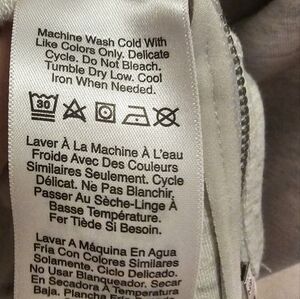 Machine Wash Cold With
Like Colors Only. Delicate
Cycle. Do Not Bleach.
Tumble Dry Low. Cool
Iron When Needed.
30
Laver À La Machine À L'eau
Froide Avec Des Couleurs
Similaires Seulement. Cycle
Délicat. Ne Pas Blanchir,
Passer Au Sèche-Linge À
Basse Température.
Fer Tiède Si Besoin.
Lavar A Máquina En Agua
Fría Con Colores Similares
Solamente. Ciclo Delicado.
No Usar Blanqueador. Secar
En Secadora A Temperatura
Baja. Plancha